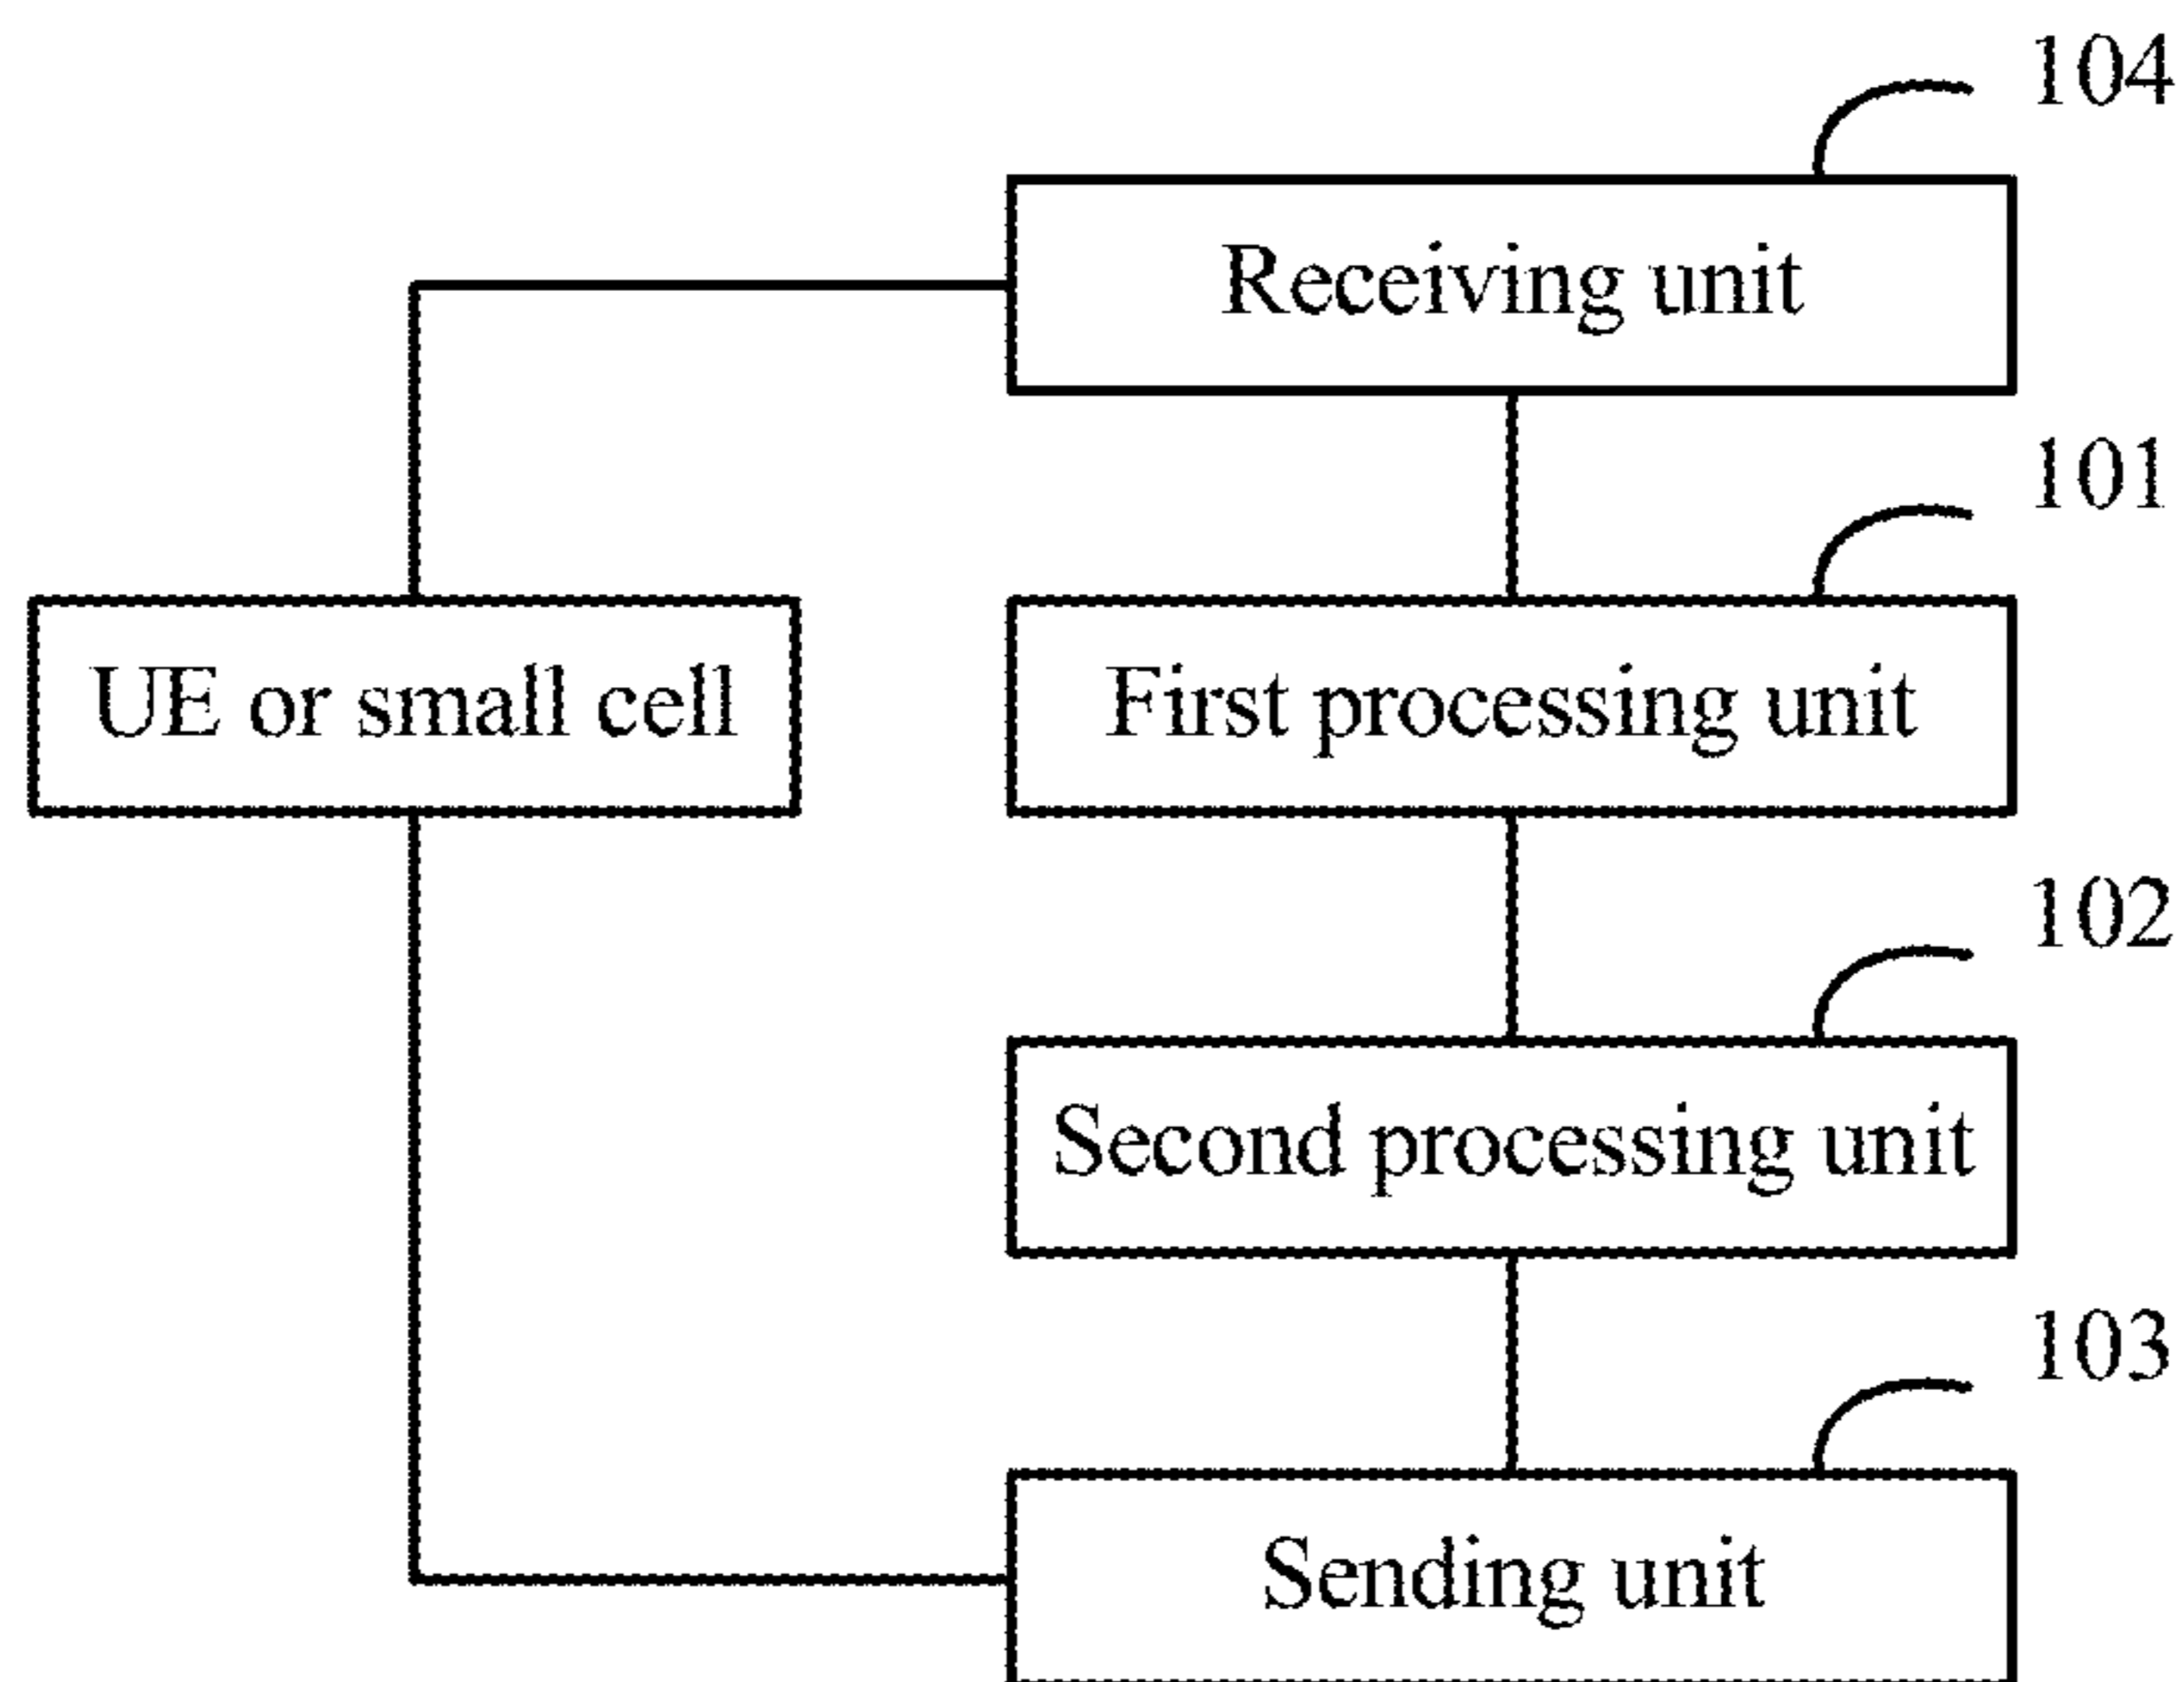 104
Receiving unit
101
UE or small cell
First processing unit
102
Second processing unit
103
Sending unit